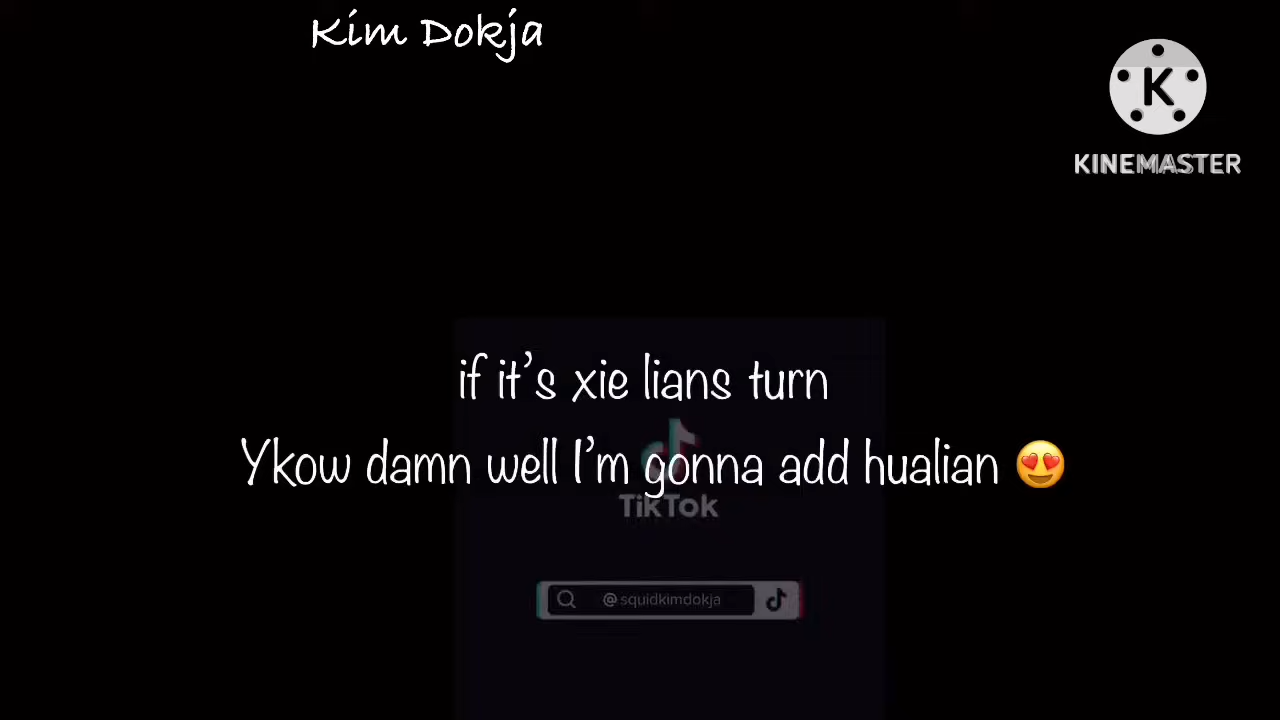 Kim Dokja
KINEMASTER
if it's xie lians turn
Ykow damn well I'm gonna add hualian 😍
TikTok
@squidkimdokja